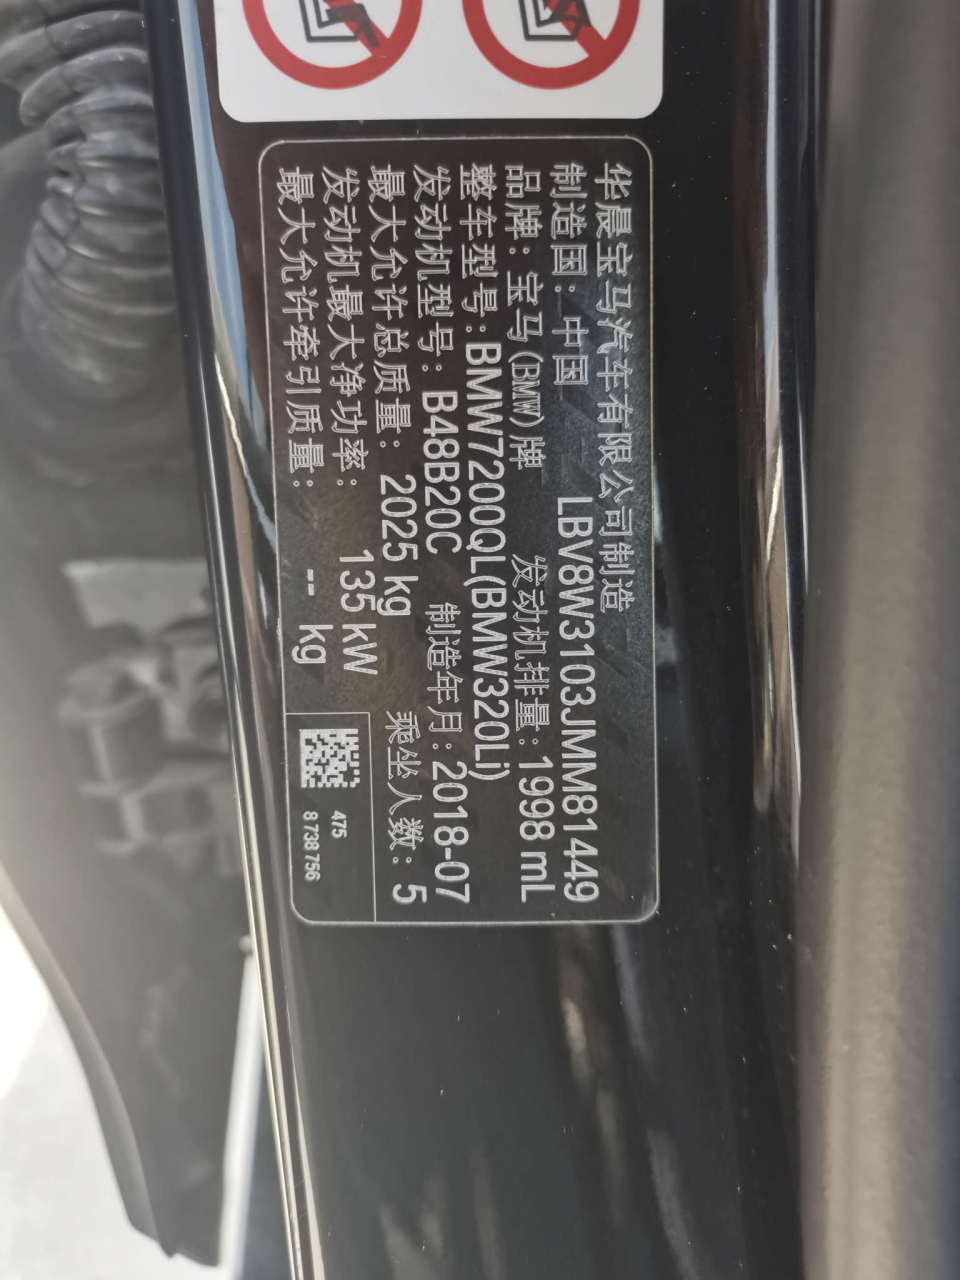 华晨宝马汽车有限公司制造
制造国：中国 LBV8W3103JMM81449
品牌：宝马(BMW)牌 发动机排量：1998 mL
整车型号：BMW7200QL(BMW320Li)
发动机型号：B48B20C 制造年月：2018-07
最大允许总质量：2025 kg 乘坐人数：5
发动机最大净功率：135 kW
最大允许牵引质量：-- kg
475
8 738 756